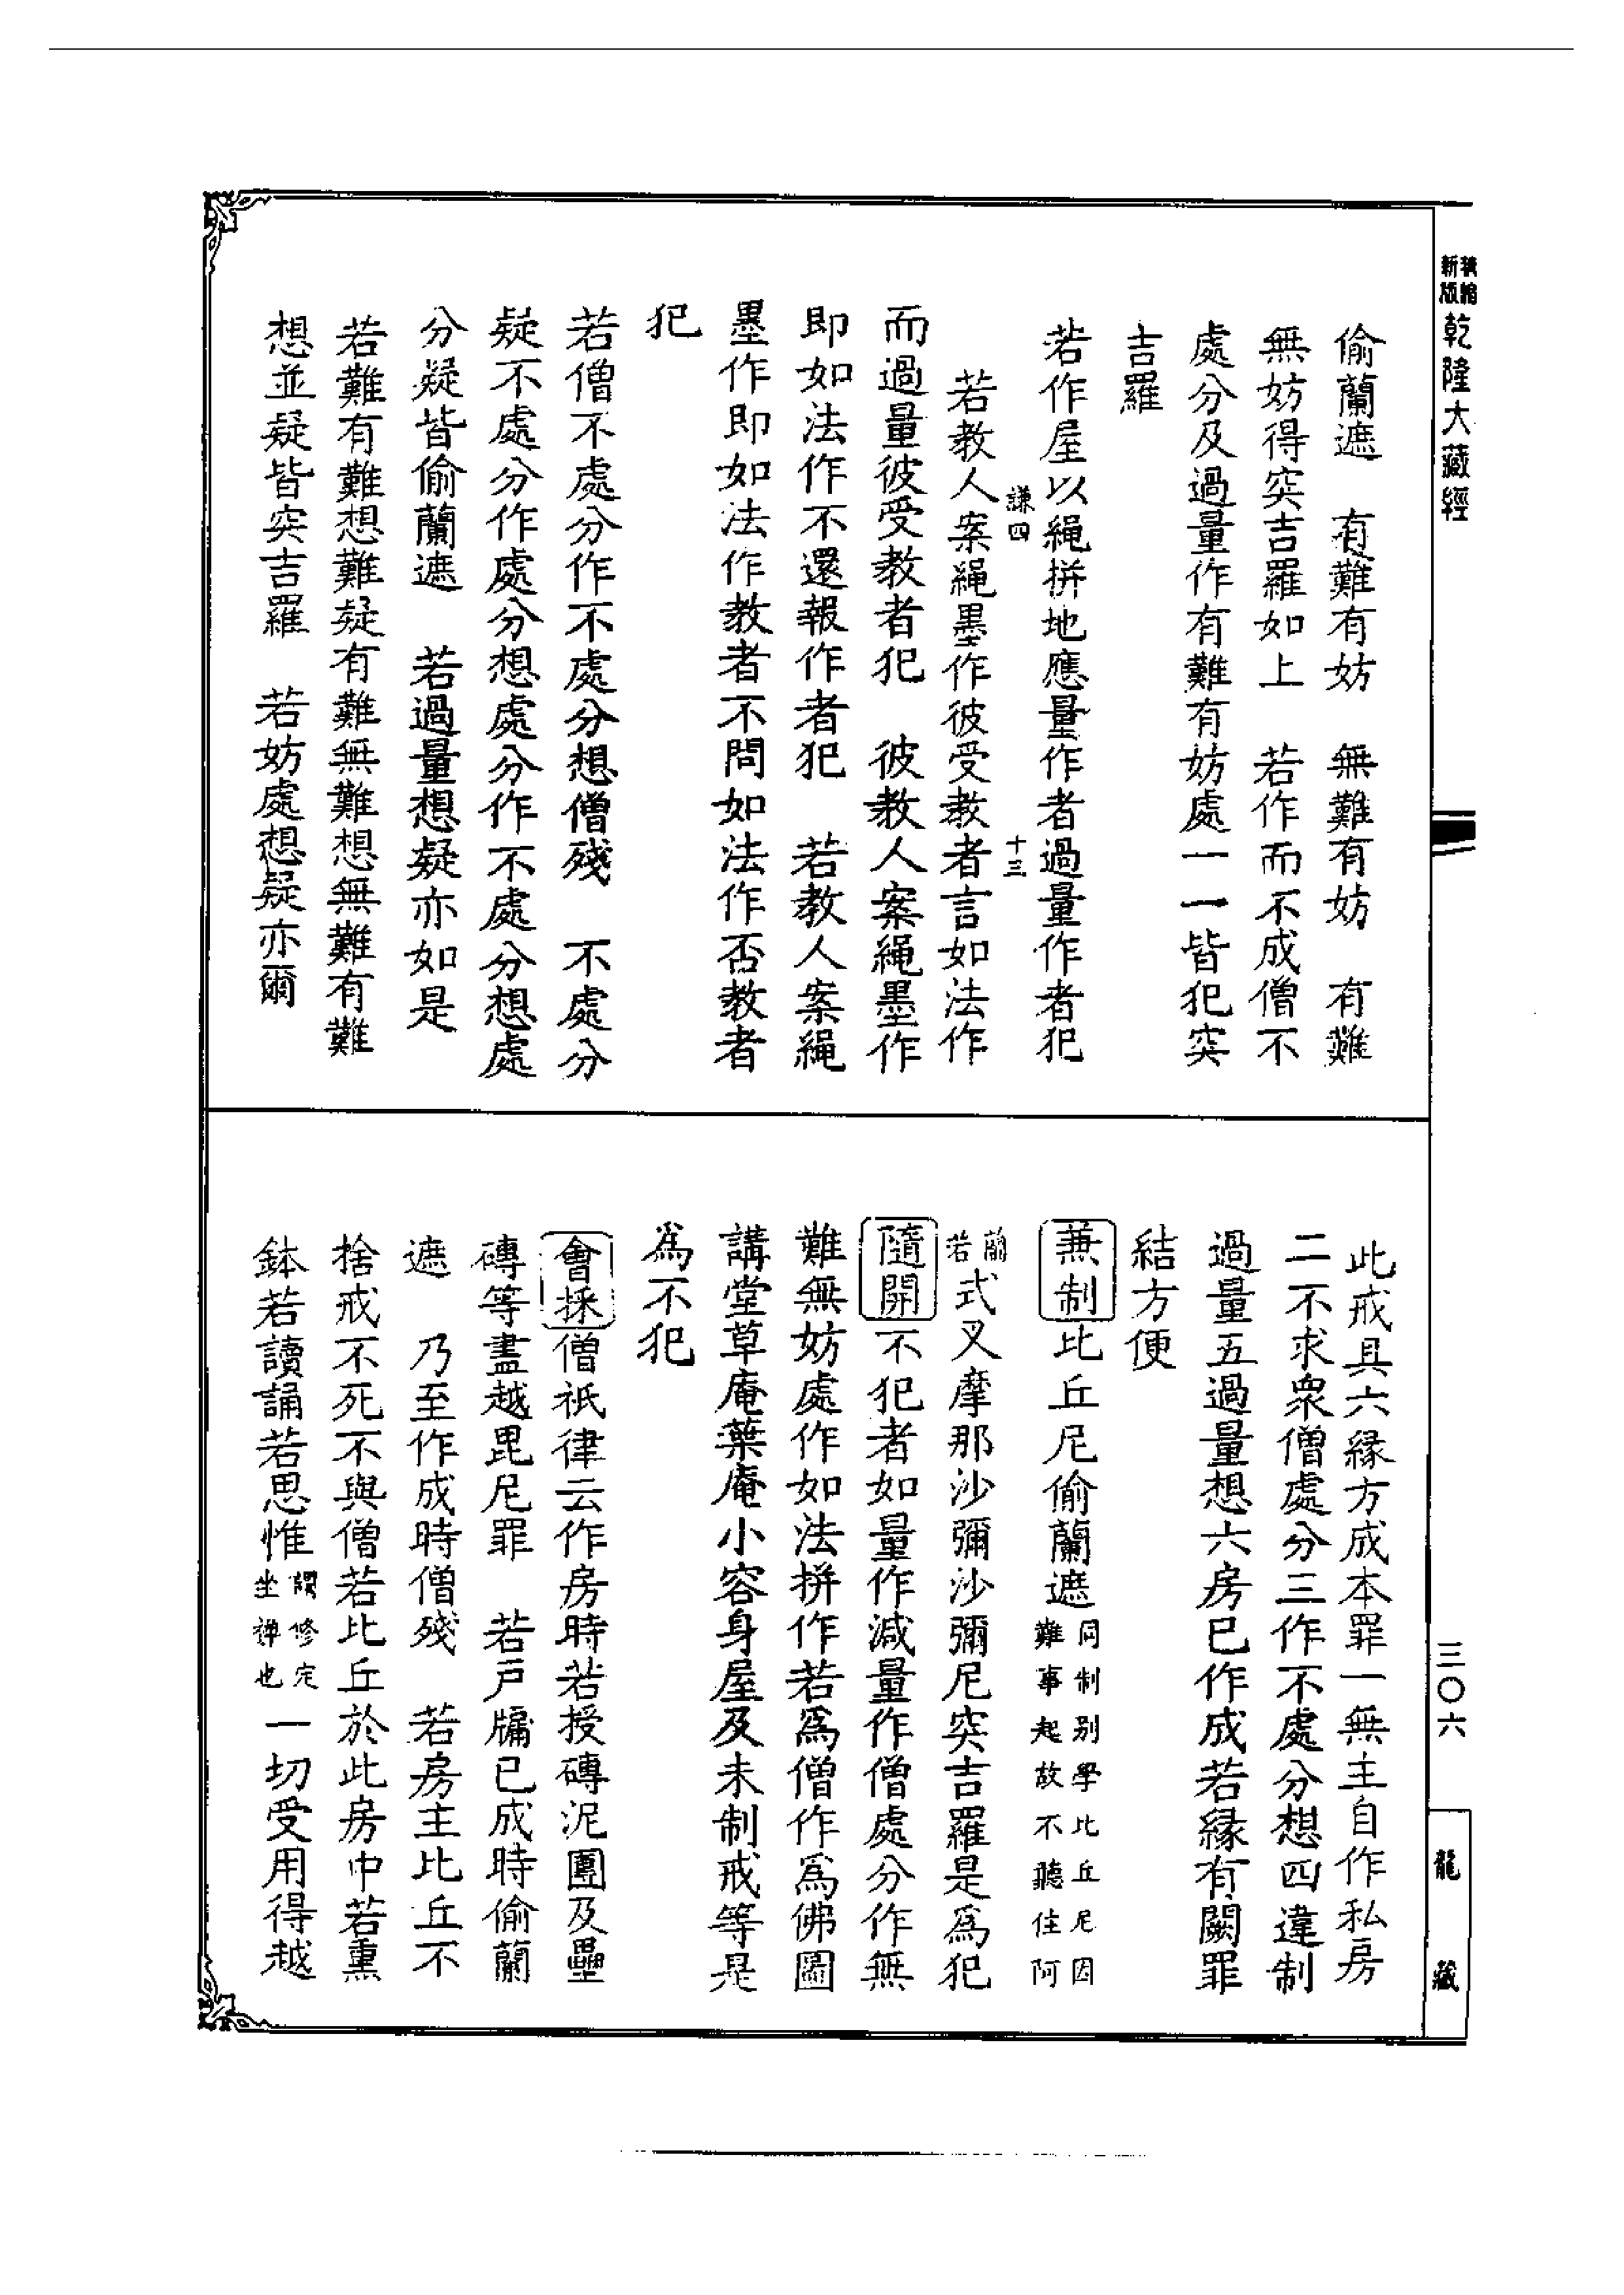 精縮
新版
乾隆大藏經
三〇六
龍藏
偷蘭遮　有難有妨　無難有妨　有難
無妨得突吉羅如上　若作而不成僧不
處分及過量作有難有妨處一一皆犯突
吉羅
若作屋以繩拼地應量作者過量作者犯
謙四　十三
若教人案繩墨作彼受教者言如法作
而過量彼受教者犯　彼教人案繩墨作
即如法作不還報作者犯　若教人案繩
墨作即如法作教者不問如法作否教者
犯
若僧不處分作不處分想僧殘　不處分
疑不處分作處分想處分作不處分想處
分疑皆偷蘭遮　若過量想疑亦如是
若難有難想難疑有難無難想無難有難
想並疑皆突吉羅　若妨處想疑亦爾
此戒具六緣方成本罪一無主自作私房
二不求眾僧處分三作不處分想四違制
過量五過量想六房已作成若緣有闕罪
結方便
兼制比丘尼偷蘭遮同制別學比丘尼因
難事起故不聽住阿
蘭
若式叉摩那沙彌沙彌尼突吉羅是為犯
隨開不犯者如量作減量作僧處分作無
難無妨處作如法拼作若為僧作為佛圖
講堂草庵葉庵小容身屋及未制戒等是
為不犯
會採僧祇律云作房時若授磚泥團及壘
磚等盡越毘尼罪　若戶牖已成時偷蘭
遮　乃至作成時僧殘　若房主比丘不
捨戒不死不與僧若比丘於此房中若熏
鉢若讀誦若思惟謂修定
坐禪也一切受用得越